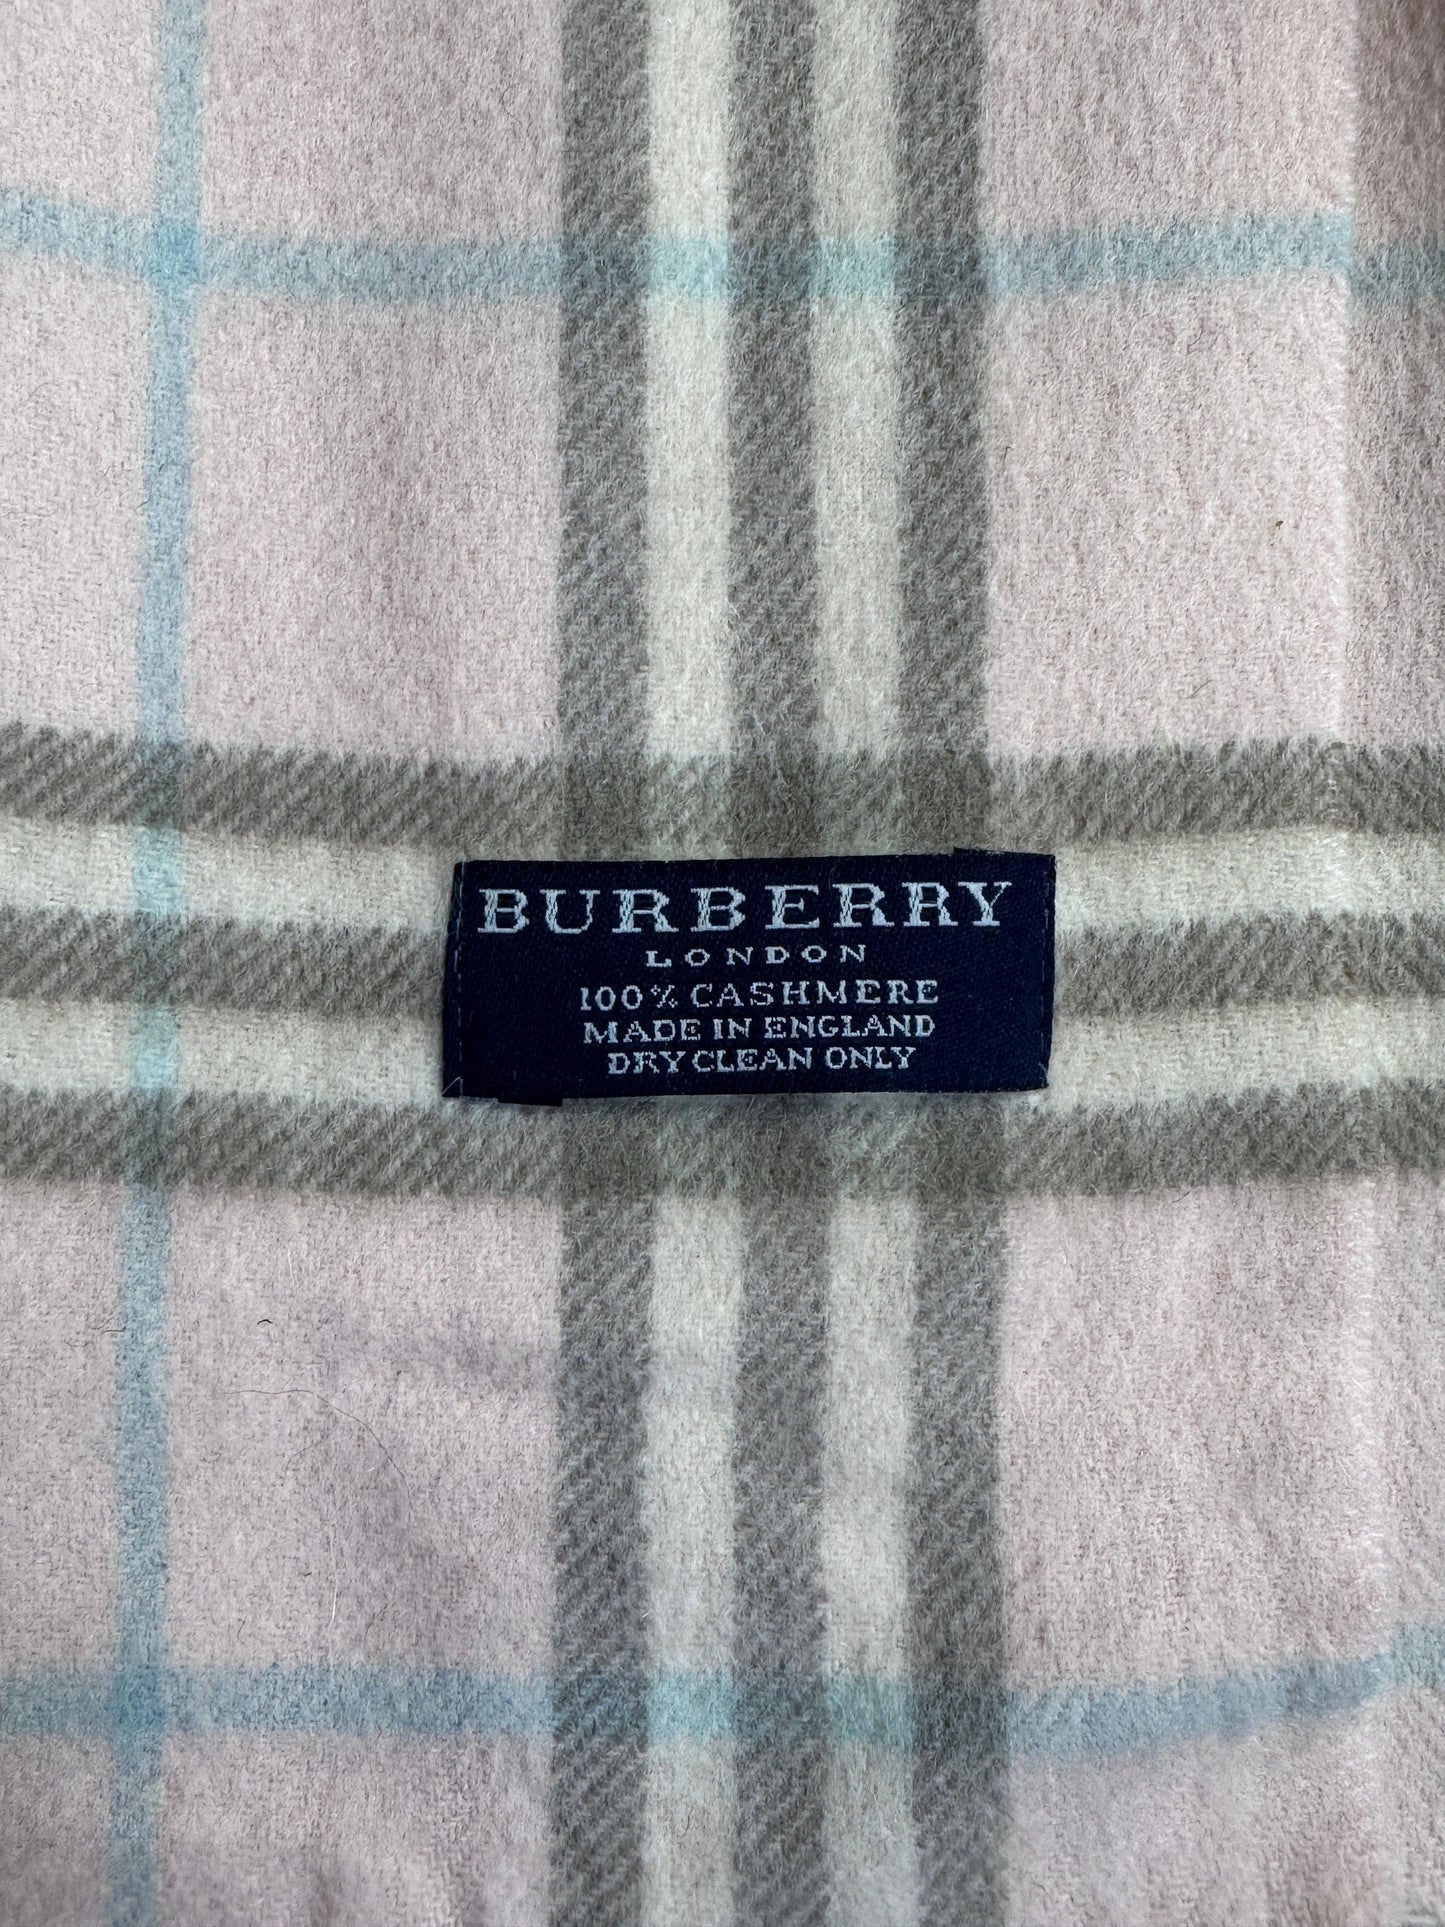 BURBERRY
LONDON
100% CASHMERE
MADE IN ENGLAND
DRY CLEAN ONLY